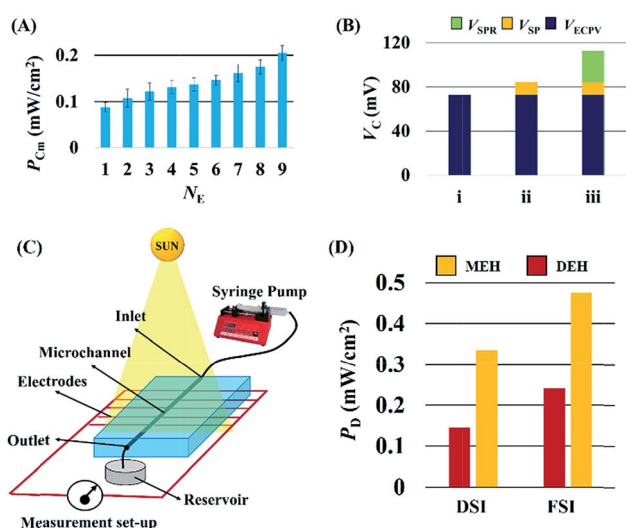 (A)
P_Cm (mW/cm²)
0.2
0.1
0
1 2 3 4 5 6 7 8 9
N_E
(B)
V_SPR V_SP V_ECPV
V_C (mV)
120
80
40
0
i ii iii
(C)
SUN
Syringe Pump
Inlet
Microchannel
Electrodes
Outlet
Reservoir
Measurement set-up
(D)
MEH DEH
P_D (mW/cm²)
0.5
0.4
0.3
0.2
0.1
0
DSI FSI